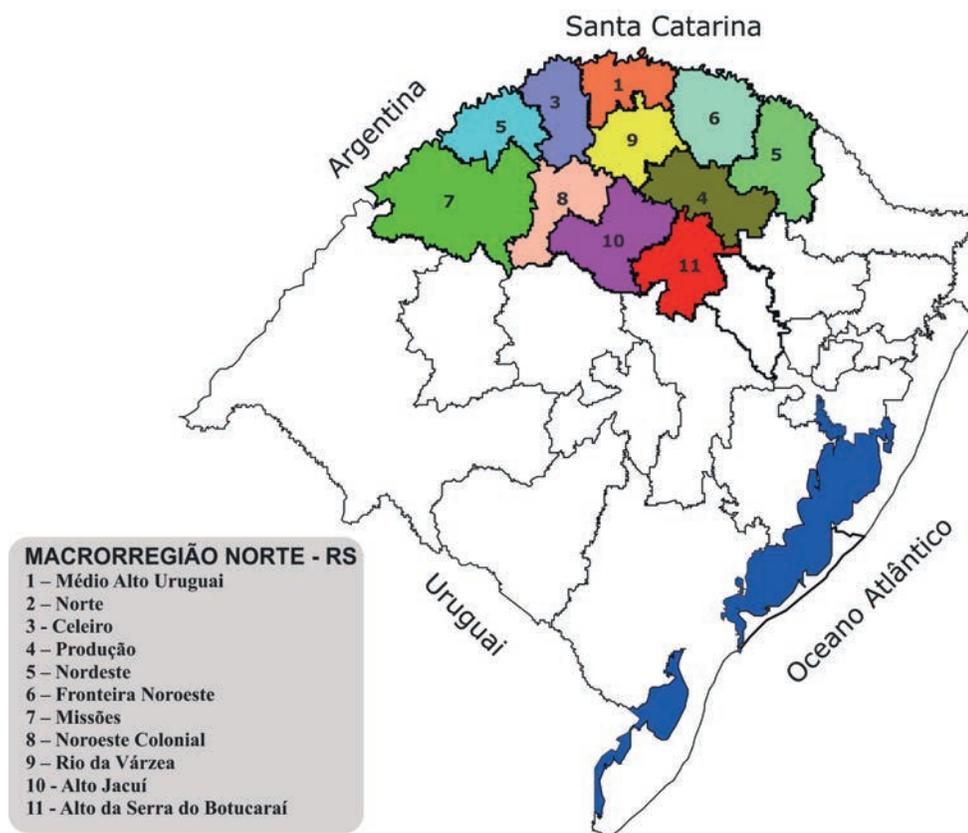 Santa Catarina
Argentina
1
3
5
6
9
5
7
8
4
10
11
MACRORREGIÃO NORTE - RS
1 – Médio Alto Uruguai
2 – Norte
3 - Celeiro
4 – Produção
5 – Nordeste
6 – Fronteira Noroeste
7 – Missões
8 – Noroeste Colonial
9 – Rio da Várzea
10 - Alto Jacuí
11 - Alto da Serra do Botucaraí
Uruguai
Oceano Atlântico